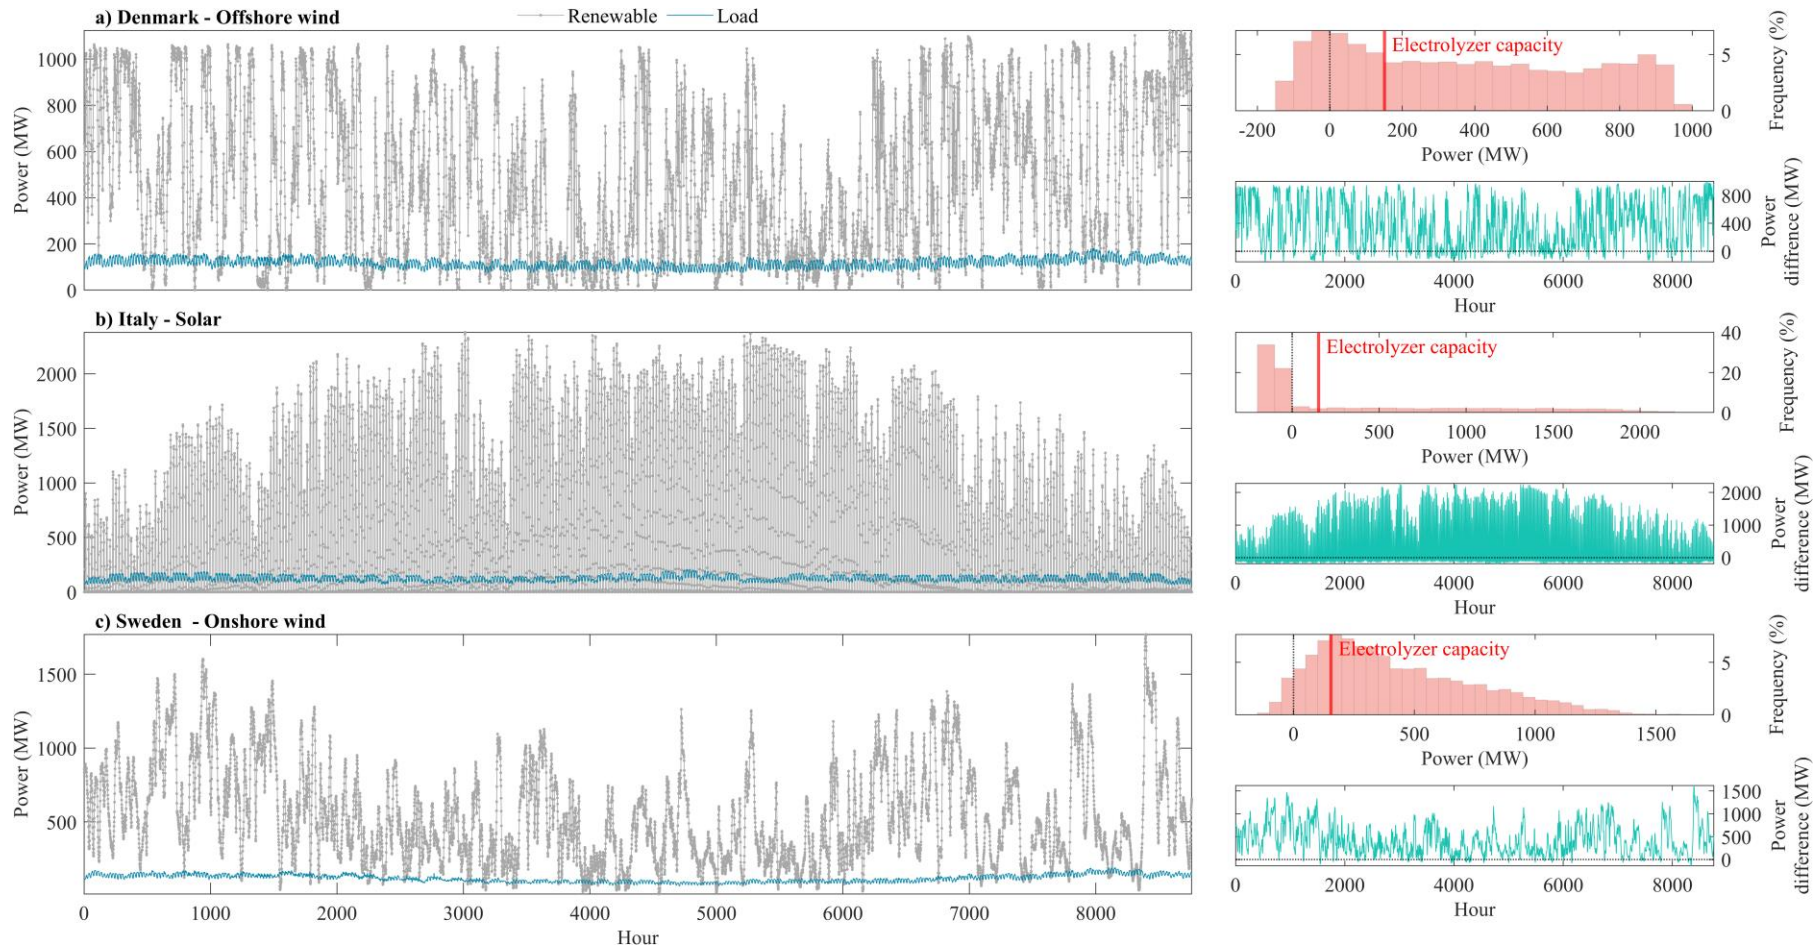 a) Denmark - Offshore wind
Renewable
Load
1000
800
600
400
200
0
Power (MW)
Electrolyzer capacity
5
0
Frequency (%)
-200 0 200 400 600 800 1000
Power (MW)
800
400
0
Power
difrence (MW)
0 2000 4000 6000 8000
Hour
b) Italy - Solar
2000
1500
1000
500
0
Power (MW)
Electrolyzer capacity
40
20
0
Frequency (%)
0 500 1000 1500 2000
Power (MW)
2000
1000
0
Power
difference (MW)
0 2000 4000 6000 8000
Hour
c) Sweden - Onshore wind
1500
1000
500
Power (MW)
0 1000 2000 3000 4000 5000 6000 7000 8000
Hour
Electrolyzer capacity
5
0
Frequency (%)
0 500 1000 1500
Power (MW)
1500
1000
500
0
Power
difference (MW)
0 2000 4000 6000 8000
Hour